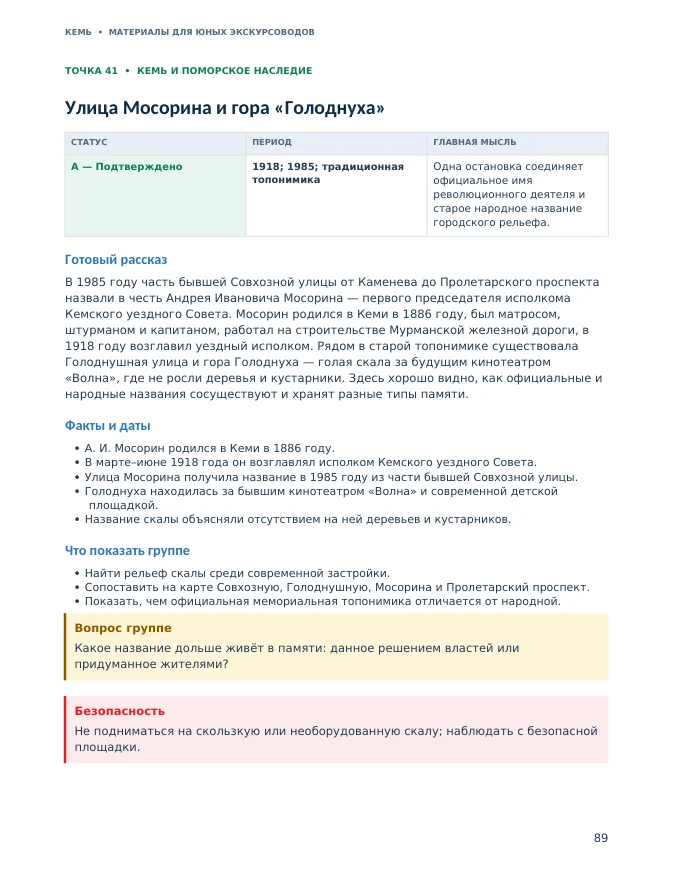 КЕМЬ • МАТЕРИАЛЫ ДЛЯ ЮНЫХ ЭКСКУРСОВОДОВ
ТОЧКА 41 • КЕМЬ И ПОМОРСКОЕ НАСЛЕДИЕ
Улица Мосорина и гора «Голоднуха»
СТАТУС ПЕРИОД ГЛАВНАЯ МЫСЛЬ
А — Подтверждено 1918; 1985; традиционная Одна остановка соединяет
топонимика официальное имя
революционного деятеля и
старое народное название
городского рельефа.
Готовый рассказ
В 1985 году часть бывшей Совхозной улицы от Каменева до Пролетарского проспекта
назвали в честь Андрея Ивановича Мосорина — первого председателя исполкома
Кемского уездного Совета. Мосорин родился в Кеми в 1886 году, был матросом,
штурманом и капитаном, работал на строительстве Мурманской железной дороги, в
1918 году возглавил уездный исполком. Рядом в старой топонимике существовала
Голоднушная улица и гора Голоднуха — голая скала за будущим кинотеатром
«Волна», где не росли деревья и кустарники. Здесь хорошо видно, как официальные и
народные названия сосуществуют и хранят разные типы памяти.
Факты и даты
• А. И. Мосорин родился в Кеми в 1886 году.
• В марте–июне 1918 года он возглавлял исполком Кемского уездного Совета.
• Улица Мосорина получила название в 1985 году из части бывшей Совхозной улицы.
• Голоднуха находилась за бывшим кинотеатром «Волна» и современной детской
площадкой.
• Название скалы объясняли отсутствием на ней деревьев и кустарников.
Что показать группе
• Найти рельеф скалы среди современной застройки.
• Сопоставить на карте Совхозную, Голоднушную, Мосорина и Пролетарский проспект.
• Показать, чем официальная мемориальная топонимика отличается от народной.
Вопрос группе
Какое название дольше живёт в памяти: данное решением властей или
придуманное жителями?
Безопасность
Не подниматься на скользкую или необорудованную скалу; наблюдать с безопасной
площадки.
89